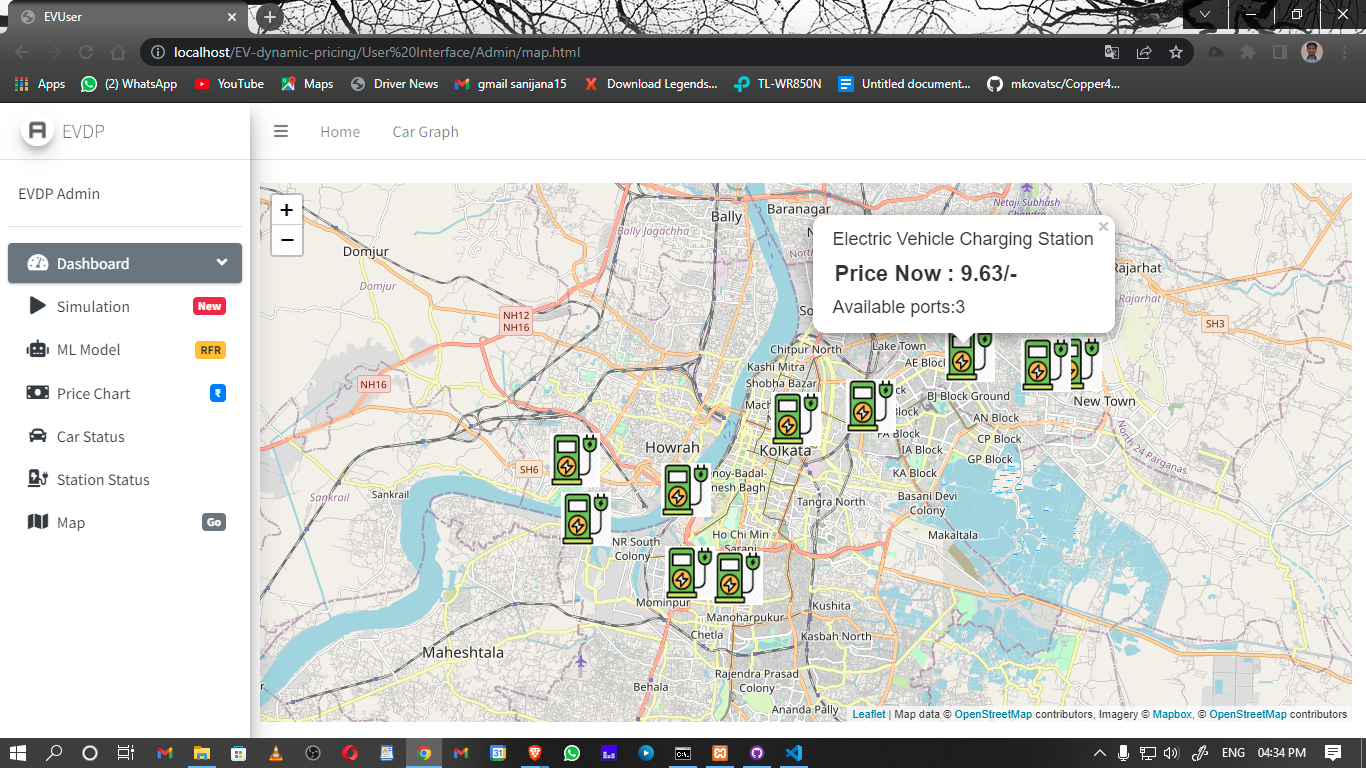 EVUser
localhost/EV-dynamic-pricing/User%20Interface/Admin/map.html
Apps (2) WhatsApp YouTube Maps Driver News gmail sanijana15 Download Legends... TL-WR850N Untitled document... mkovatsc/Copper4...
EVDP
Home Car Graph
EVDP Admin
Dashboard
Simulation New
ML Model RFR
Price Chart ₹
Car Status
Station Status
Map Go
+
−
Electric Vehicle Charging Station
Price Now : 9.63/-
Available ports:3
Bally
Baranagar
Netaji Subhash
Bally Jagachha
Domjur
Domjur
Rajarhat
Rajarhat
NH12
NH16
SH3
Chitpur North
Lake Town
AE Block
Kashi Mitra
Shobha Bazar
NH16
BJ Block Ground
New Town
AN Block
CP Block
GP Block
IA Block
KA Block
Howrah
Kolkata
North 24 Parganas
SH6
Sankrail
Sankrail
noy-Badal-
nesh Bagh
Tangra North
Basani Devi
Colony
Makaltala
NR South
Colony
Ho Chi Min
Sarani
Mominpur
Manoharpukur
Kushita
Chetla
Kasbah North
Maheshtala
Behala
Rajendra Prasad
Colony
Ananda Pally
Leaflet | Map data © OpenStreetMap contributors, Imagery © Mapbox, © OpenStreetMap contributors
ENG 04:34 PM